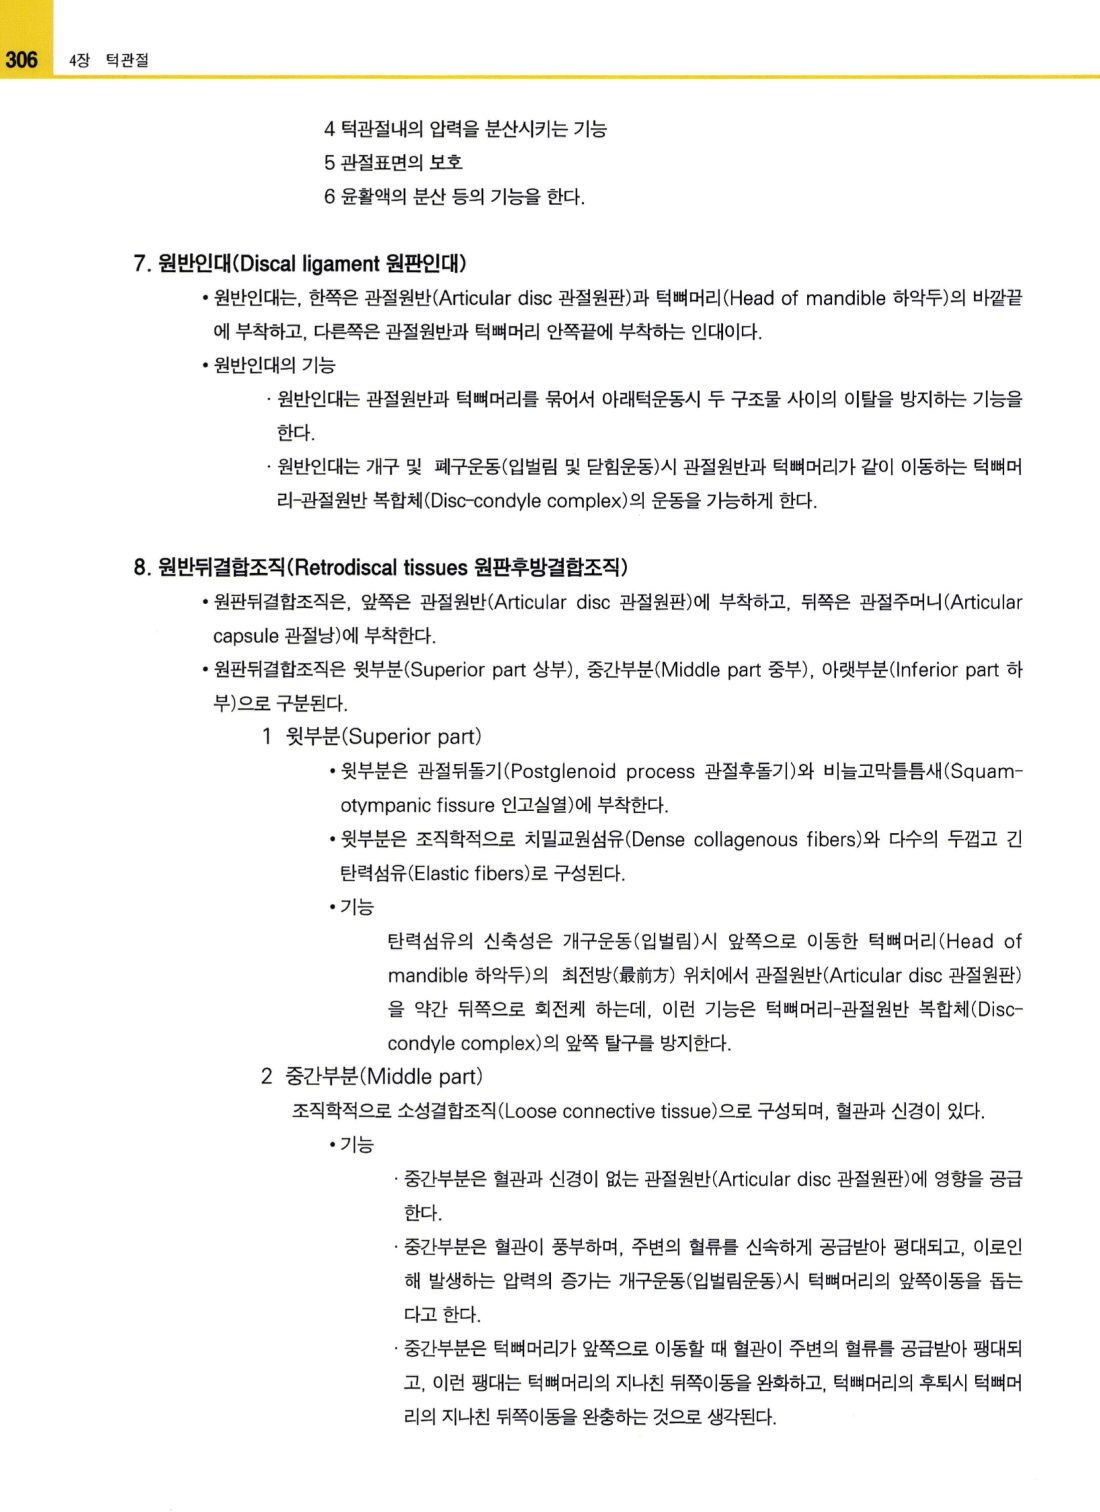 306 4장 턱관절
4 턱관절내의 압력을 분산시키는 기능
5 관절표면의 보호
6 윤활액의 분산 등의 기능을 한다.
7. 원반인대(Discal ligament 원판인대)
• 원반인대는, 한쪽은 관절원반(Articular disc 관절원판)과 턱뼈머리(Head of mandible 하악두)의 바깥끝
에 부착하고, 다른쪽은 관절원반과 턱뼈머리 안쪽끝에 부착하는 인대이다.
• 원반인대의 기능
· 원반인대는 관절원반과 턱뼈머리를 묶어서 아래턱운동시 두 구조물 사이의 이탈을 방지하는 기능을
한다.
· 원반인대는 개구 및 폐구운동(입벌림 및 닫힘운동)시 관절원반과 턱뼈머리가 같이 이동하는 턱뼈머
리-관절원반 복합체(Disc-condyle complex)의 운동을 가능하게 한다.
8. 원반뒤결합조직(Retrodiscal tissues 원판후방결합조직)
• 원판뒤결합조직은, 앞쪽은 관절원반(Articular disc 관절원판)에 부착하고, 뒤쪽은 관절주머니(Articular
capsule 관절낭)에 부착한다.
• 원판뒤결합조직은 윗부분(Superior part 상부), 중간부분(Middle part 중부), 아랫부분(Inferior part 하
부)으로 구분된다.
1 윗부분(Superior part)
• 윗부분은 관절뒤돌기(Postglenoid process 관절후돌기)와 비늘고막틀틈새(Squam-
otympanic fissure 인고실열)에 부착한다.
• 윗부분은 조직학적으로 치밀교원섬유(Dense collagenous fibers)와 다수의 두껍고 긴
탄력섬유(Elastic fibers)로 구성된다.
• 기능
탄력섬유의 신축성은 개구운동(입벌림)시 앞쪽으로 이동한 턱뼈머리(Head of
mandible 하악두)의 최전방(最前方) 위치에서 관절원반(Articular disc 관절원판)
을 약간 뒤쪽으로 회전케 하는데, 이런 기능은 턱뼈머리-관절원반 복합체(Disc-
condyle complex)의 앞쪽 탈구를 방지한다.
2 중간부분(Middle part)
조직학적으로 소성결합조직(Loose connective tissue)으로 구성되며, 혈관과 신경이 있다.
• 기능
· 중간부분은 혈관과 신경이 없는 관절원반(Articular disc 관절원판)에 영향을 공급
한다.
· 중간부분은 혈관이 풍부하며, 주변의 혈류를 신속하게 공급받아 평대되고, 이로인
해 발생하는 압력의 증가는 개구운동(입벌림운동)시 턱뼈머리의 앞쪽이동을 돕는
다고 한다.
· 중간부분은 턱뼈머리가 앞쪽으로 이동할 때 혈관이 주변의 혈류를 공급받아 팽대되
고, 이런 팽대는 턱뼈머리의 지나친 뒤쪽이동을 완화하고, 턱뼈머리의 후퇴시 턱뼈머
리의 지나친 뒤쪽이동을 완충하는 것으로 생각된다.